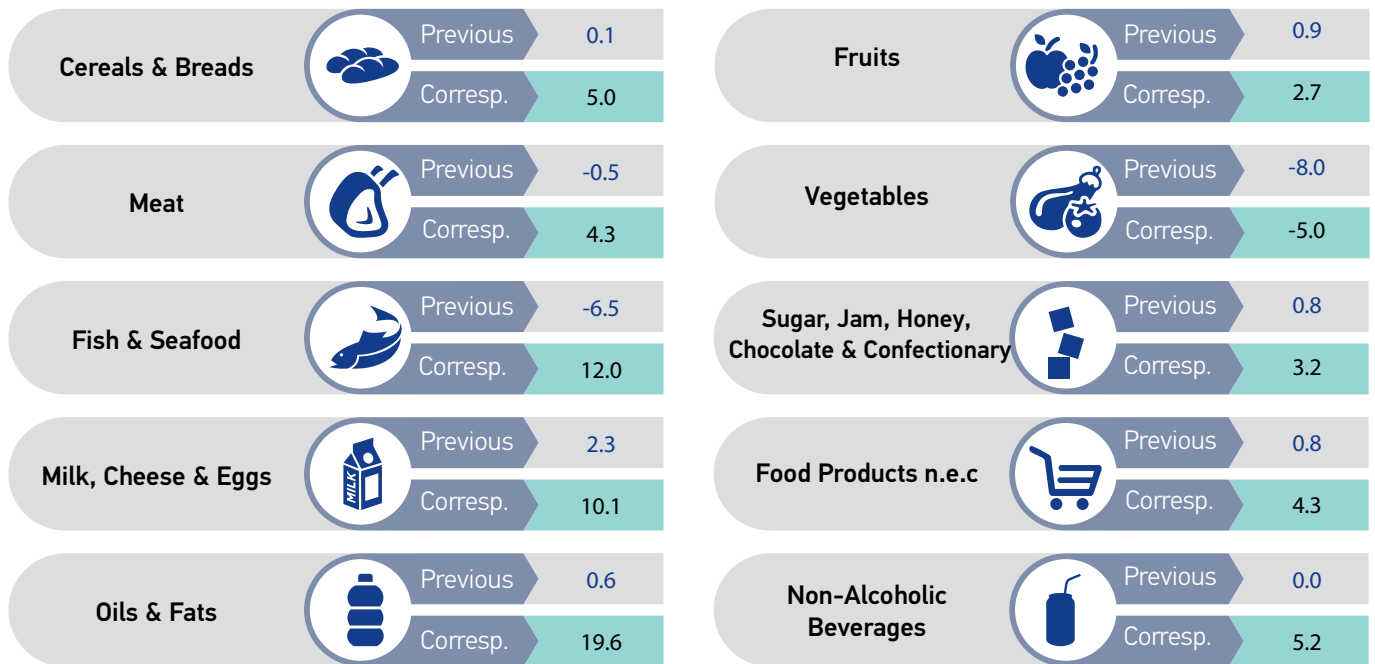 Cereals & Breads
Previous 0.1
Corresp. 5.0
Meat
Previous -0.5
Corresp. 4.3
Fish & Seafood
Previous -6.5
Corresp. 12.0
Milk, Cheese & Eggs
MILK
Previous 2.3
Corresp. 10.1
Oils & Fats
Previous 0.6
Corresp. 19.6
Fruits
Previous 0.9
Corresp. 2.7
Vegetables
Previous -8.0
Corresp. -5.0
Sugar, Jam, Honey,
Chocolate & Confectionary
Previous 0.8
Corresp. 3.2
Food Products n.e.c
Previous 0.8
Corresp. 4.3
Non-Alcoholic
Beverages
Previous 0.0
Corresp. 5.2